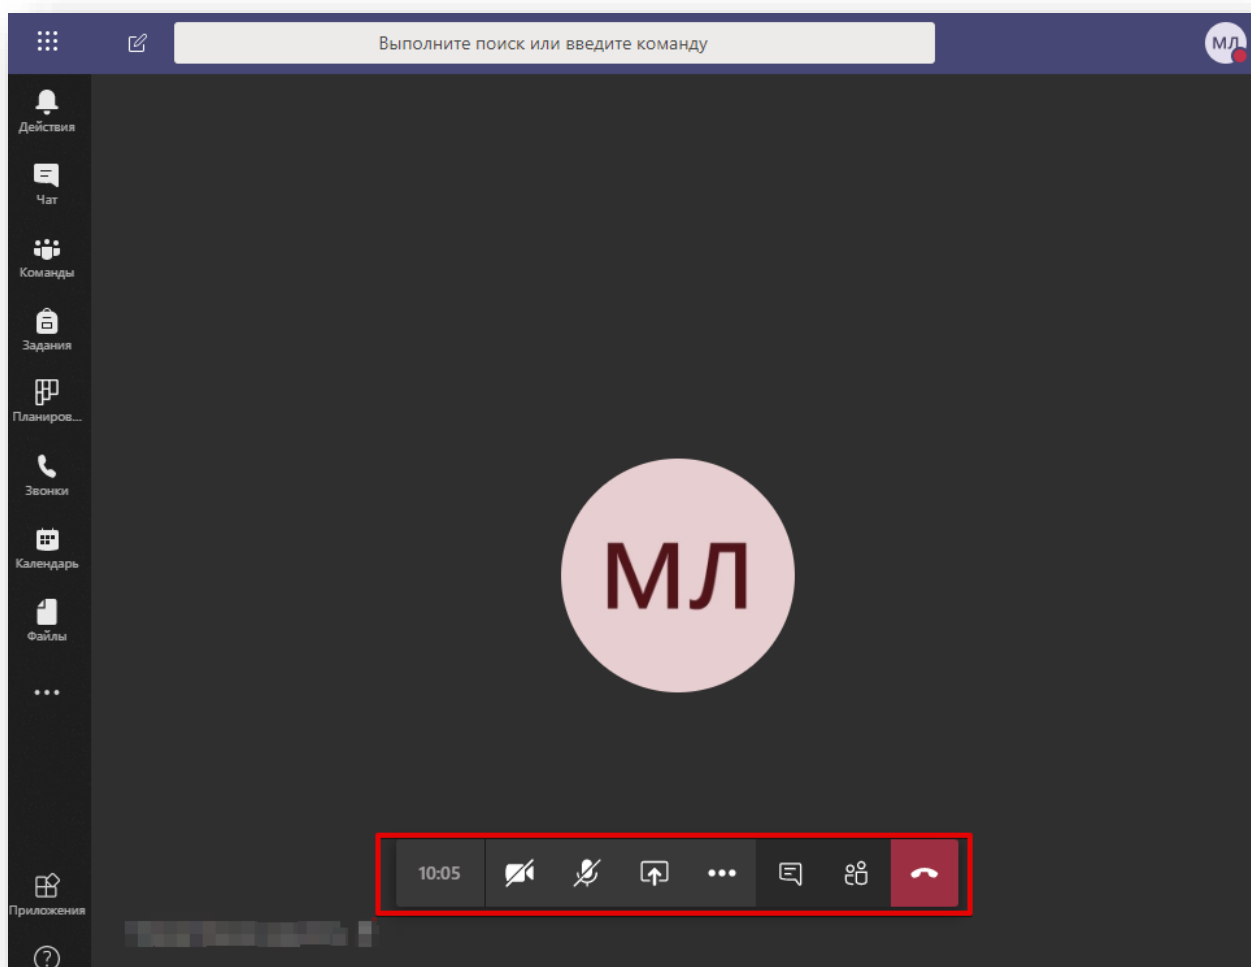 Выполните поиск или введите команду
МЛ
Действия
Чат
Команды
Задания
Планиров...
Звонки
Календарь
Файлы
МЛ
10:05
Приложения